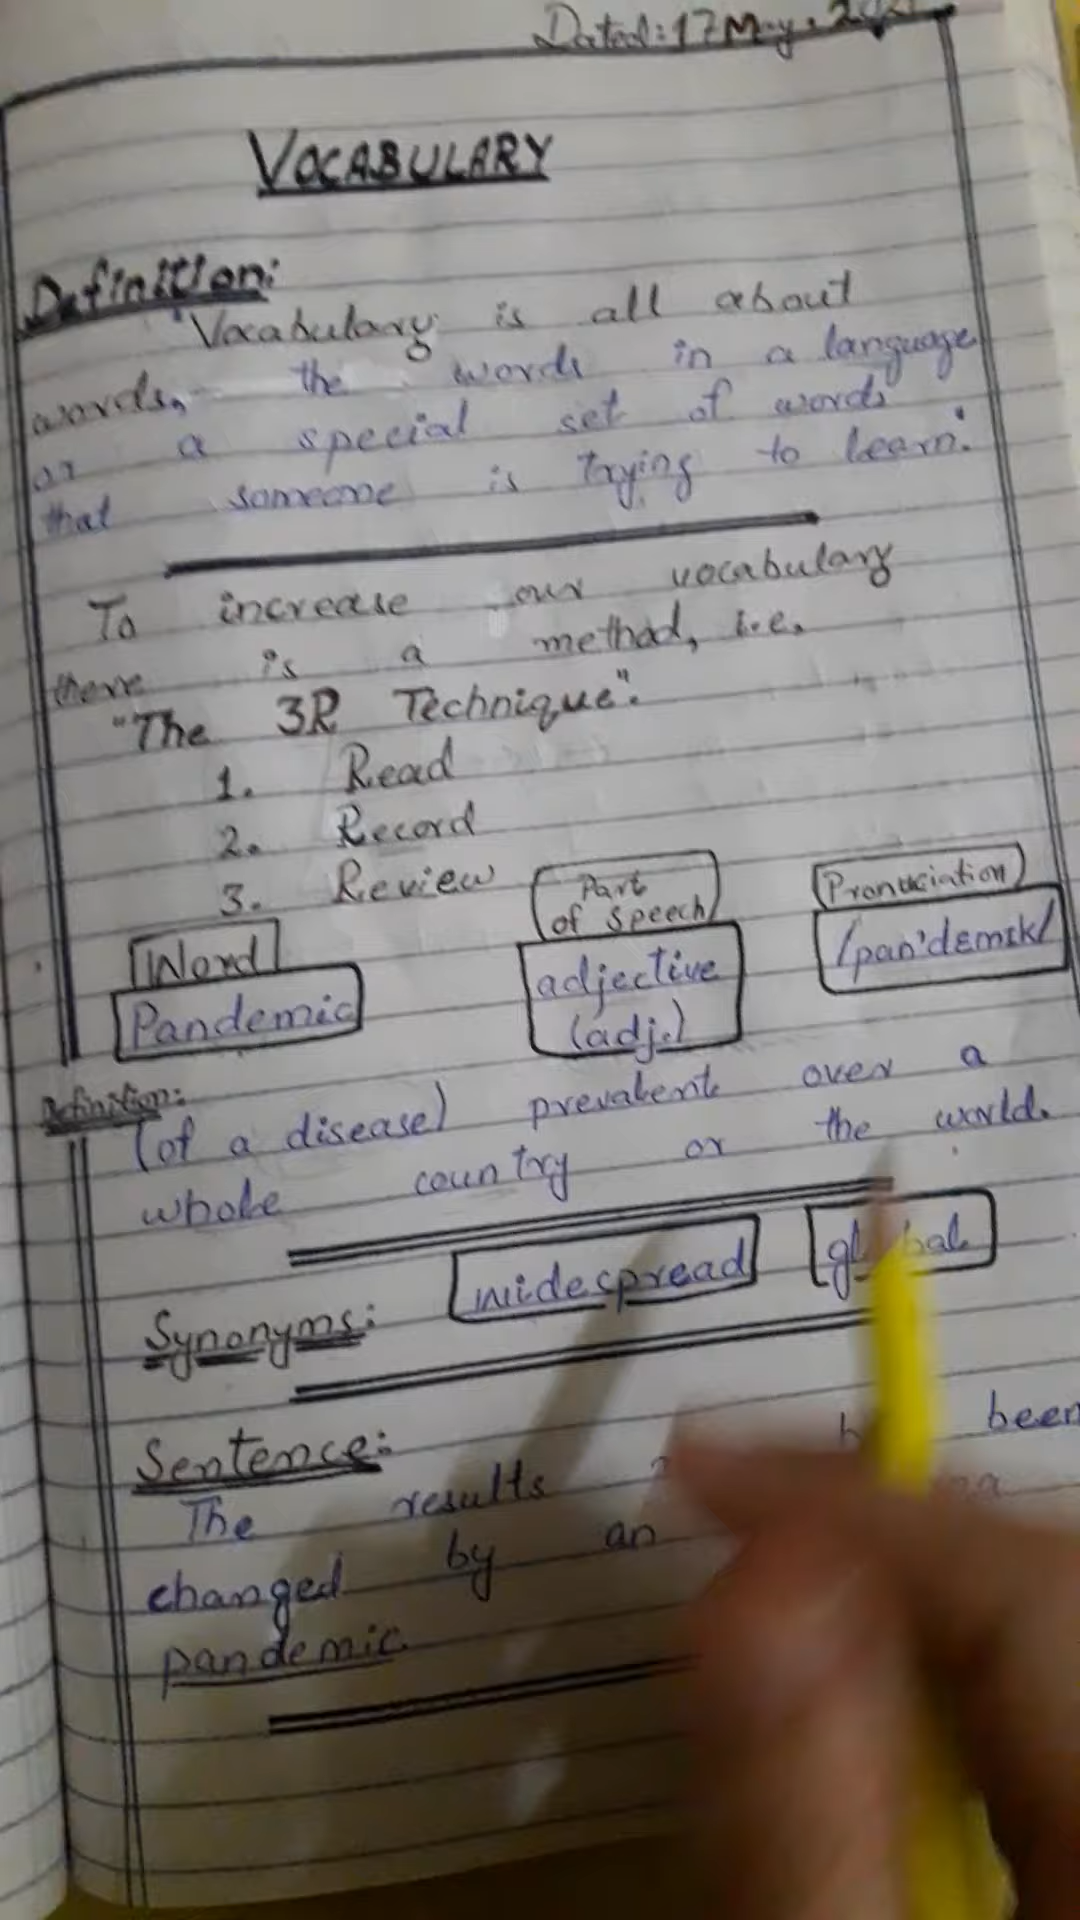 Dated: 17 May, 2021
VOCABULARY
Definition:
"Vocabulary is all about
words, the words in a language
or a special set of words
that someone is trying to learn."
To increase our vocabulary
there is a method, i.e.
"The 3R Technique".
1. Read
2. Record
3. Review
Word Part of Speech Pronuciation
Pandemic adjective (adj.) /pan'dEmIk/
Definition:
(of a disease) prevalent over a
whole country or the world.
Synonyms: widespread global
Sentence:
The results been
changed by an
pandemic.